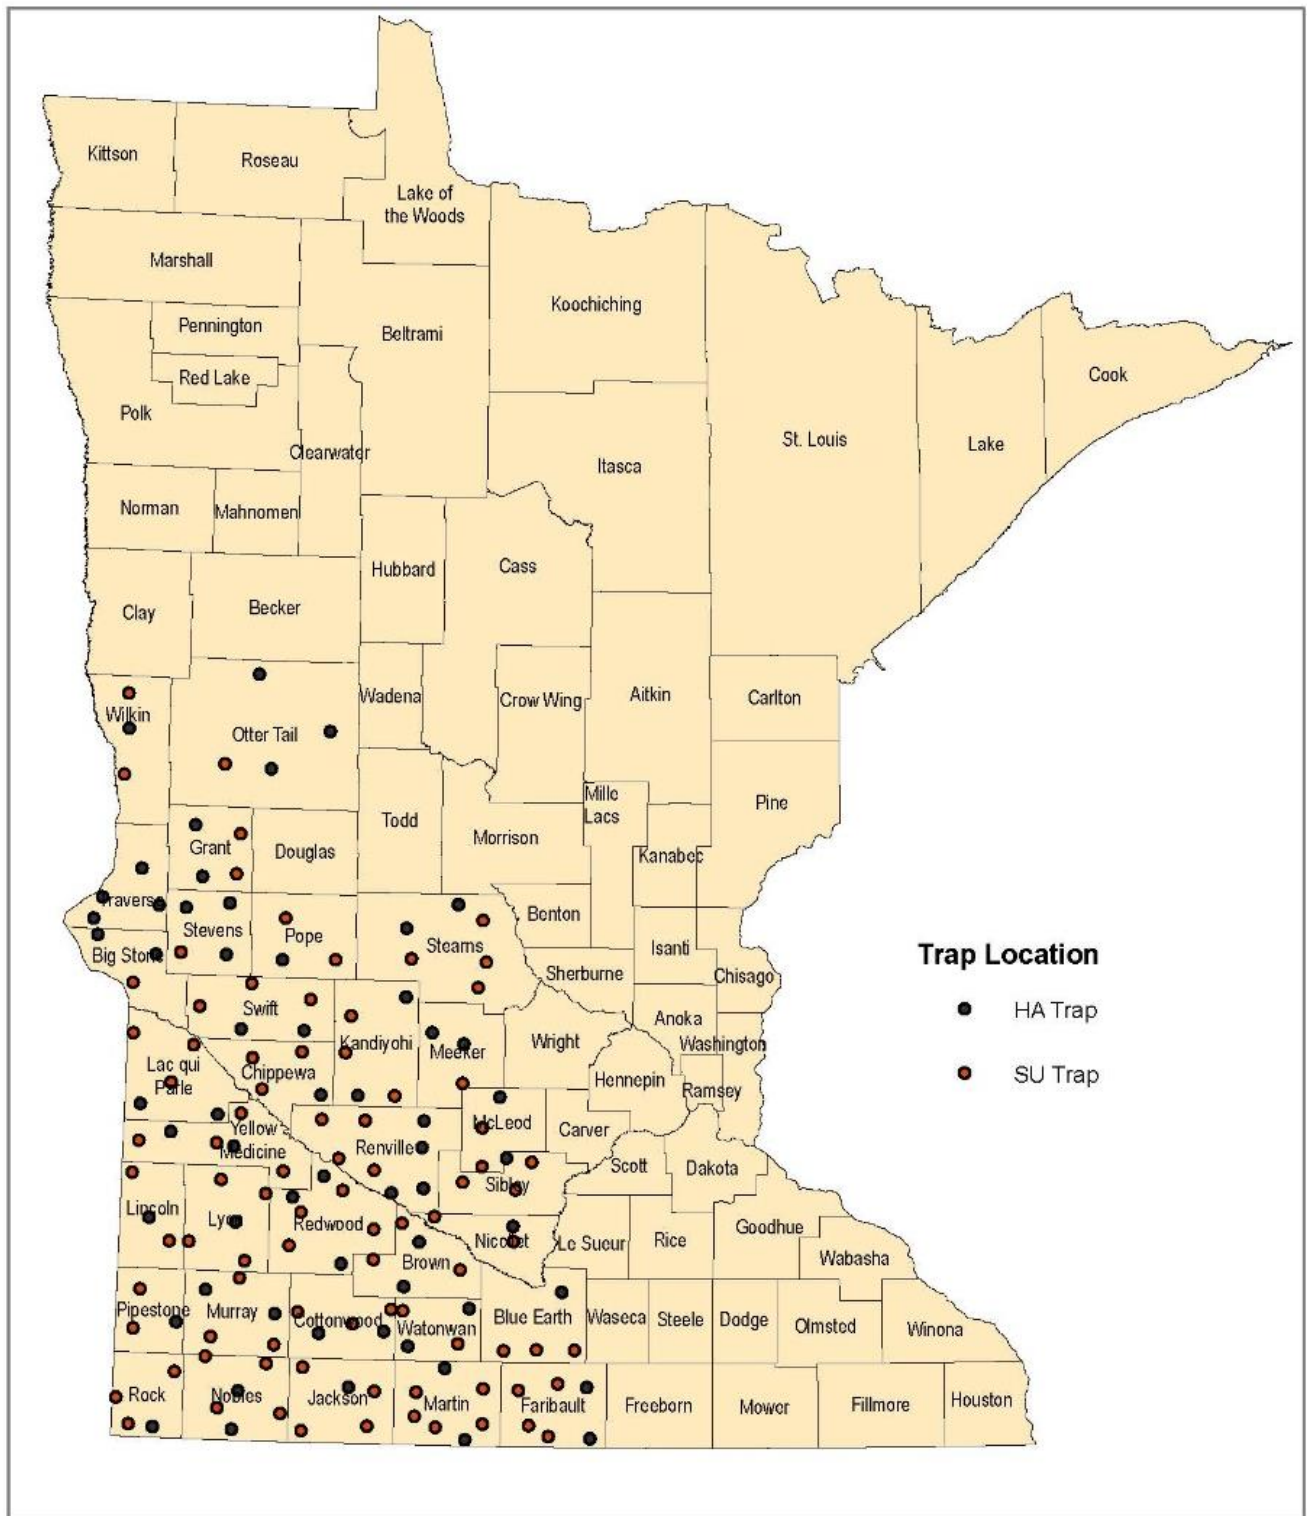 Kittson
Roseau
Lake of
the Woods
Marshall
Koochiching
Pennington
Beltrami
Red Lake
Cook
Polk
St. Louis
Lake
Clearwater
Itasca
Norman
Mahnomen
Hubbard
Cass
Clay
Becker
Wadena
Crow Wing
Aitkin
Carlton
Wilkin
Otter Tail
Mille
Lacs
Pine
Todd
Morrison
Grant
Douglas
Kanabec
Traverse
Benton
Stevens
Pope
Stearns
Isanti
Big Stone
Sherburne
Chisago
Trap Location
HA Trap
SU Trap
Swift
Anoka
Kandiyohi
Meeker
Wright
Washington
Lac qui
Parle
Chippewa
Hennepin
Ramsey
McLeod
Carver
Yellow
Medicine
Renville
Scott
Dakota
Sibley
Lincoln
Lyon
Redwood
Nicollet
Le Sueur
Rice
Goodhue
Wabasha
Brown
Pipestone
Murray
Cottonwood
Watonwan
Blue Earth
Waseca
Steele
Dodge
Olmsted
Winona
Rock
Nobles
Jackson
Martin
Faribault
Freeborn
Mower
Fillmore
Houston